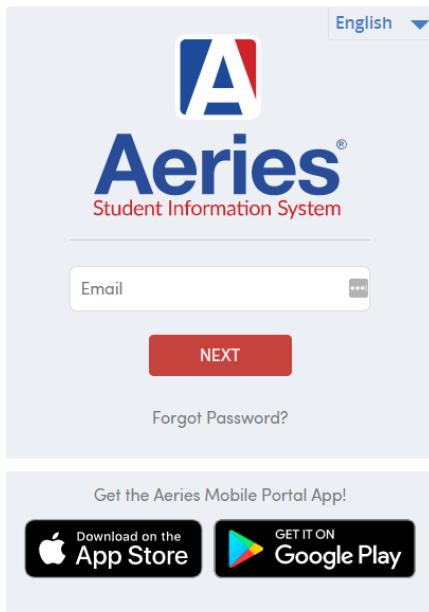 English
A
Aeries®
Student Information System
Email
NEXT
Forgot Password?
Get the Aeries Mobile Portal App!
Download on the
App Store
GET IT ON
Google Play